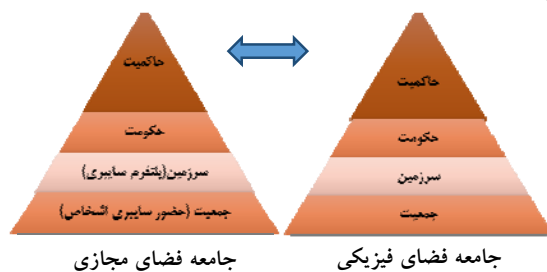 حاکمیت
حکومت
سرزمین
جمعیت
جامعه فضای فیزیکی
حاکمیت
حکومت
سرزمین(پلتفرم سایبری)
جمعیت (حضور سایبری اشخاص)
جامعه فضای مجازی